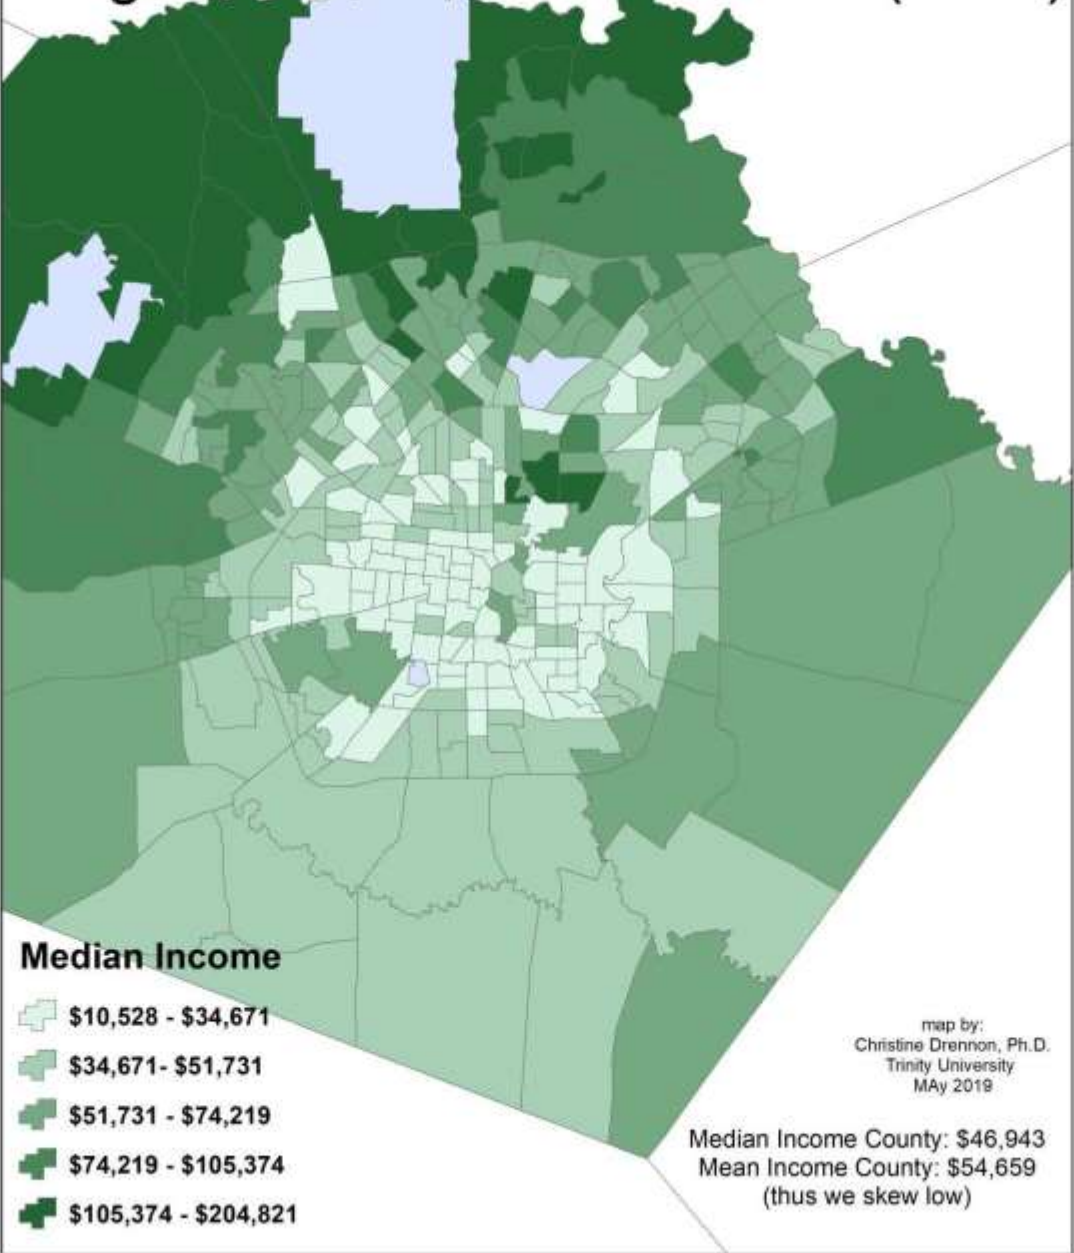 Median Income
$10,528 - $34,671
$34,671- $51,731
$51,731 - $74,219
$74,219 - $105,374
$105,374 - $204,821
map by:
Christine Drennon, Ph.D.
Trinity University
MAy 2019
Median Income County: $46,943
Mean Income County: $54,659
(thus we skew low)